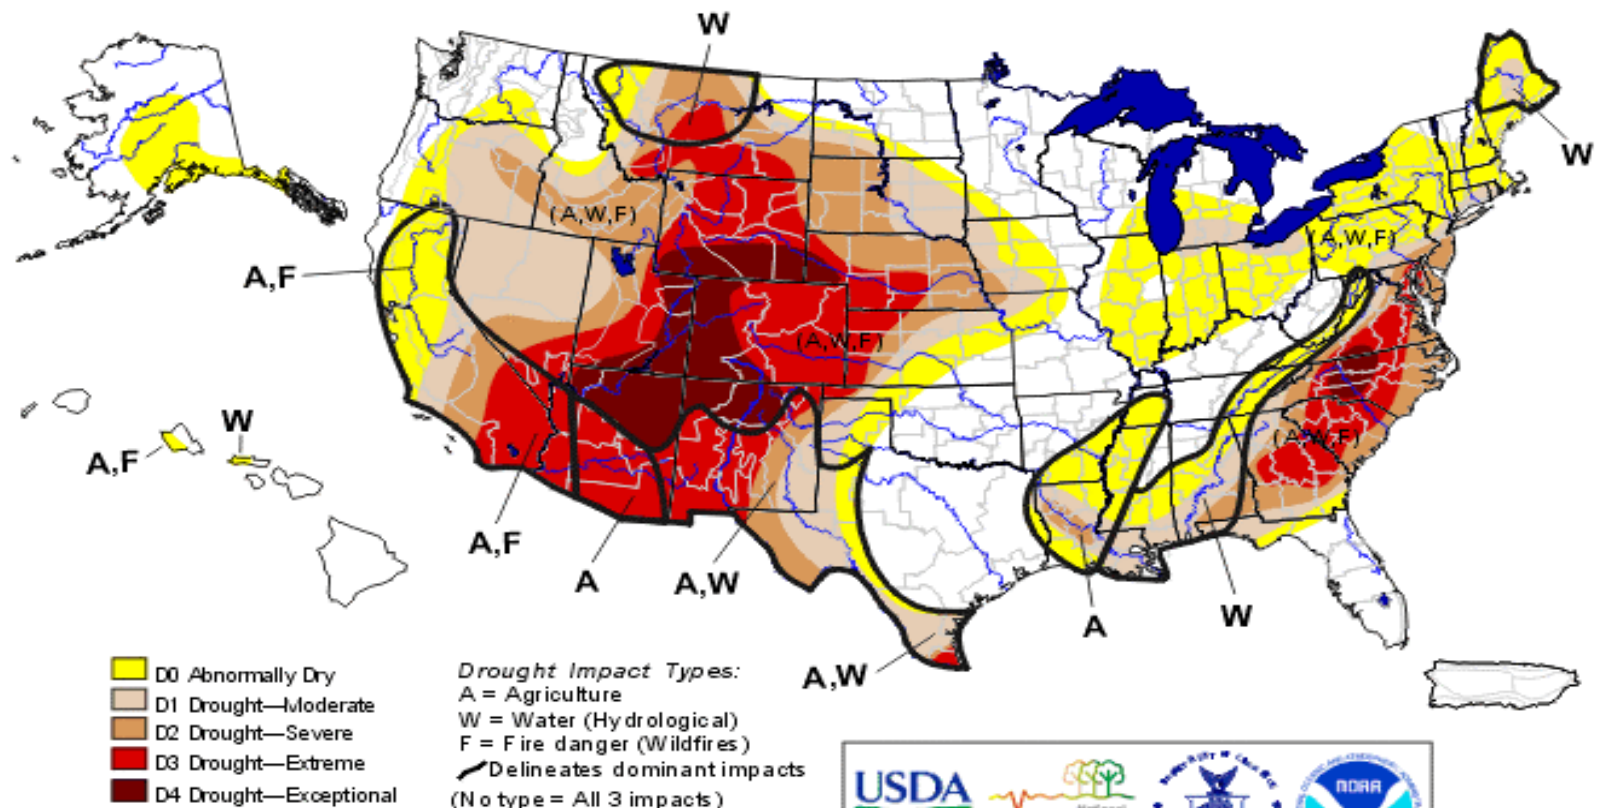 W
W
(A,W,F)
(A,W,F)
A,F
(A,W,F)
W
A,F
(A,W,F)
A,F
A
A,W
A
W
A,W
D0 Abnormally Dry
D1 Drought—Moderate
D2 Drought—Severe
D3 Drought—Extreme
D4 Drought—Exceptional
Drought Impact Types:
A = Agriculture
W = Water (Hydrological)
F = Fire danger (Wildfires)
Delineates dominant impacts
(No type = All 3 impacts)
USDA
NOAA